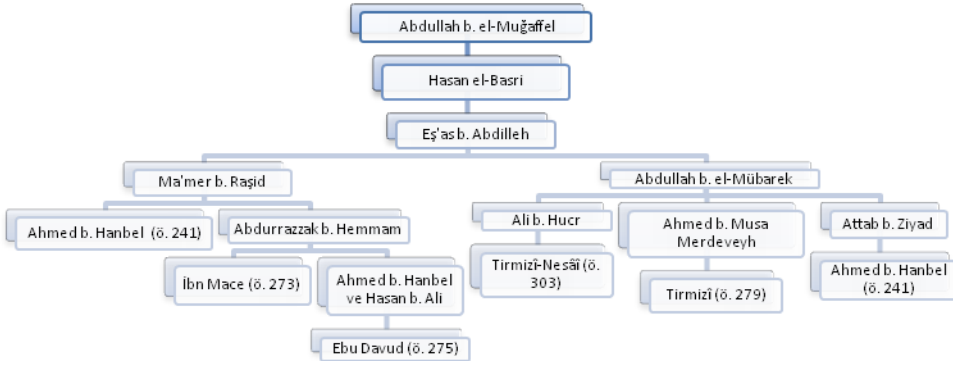 Abdullah b. el-Muğaffel
Hasan el-Basri
Eş'as b. Abdilleh
Ma'mer b. Raşid
Abdullah b. el-Mübarek
Ahmed b. Hanbel (ö. 241)
Abdurrazzak b. Hemmam
Ali b. Hucr
Ahmed b. Musa
Merdeveyh
Attab b. Ziyad
İbn Mace (ö. 273)
Ahmed b. Hanbel
ve Hasan b. Ali
Tirmizî-Nesâî (ö.
303)
Tirmizî (ö. 279)
Ahmed b. Hanbel
(ö. 241)
Ebu Davud (ö. 275)